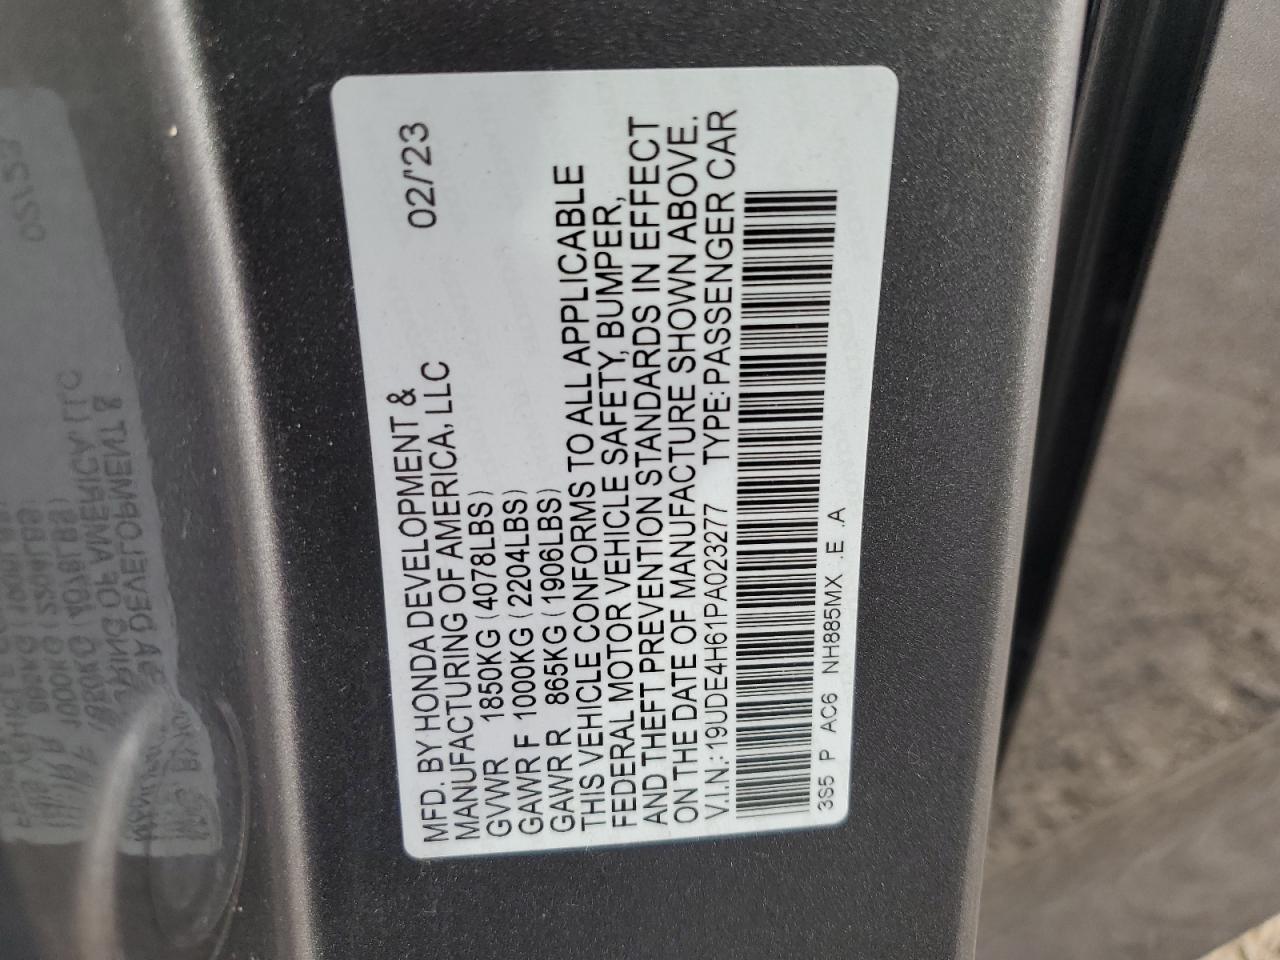 MFD. BY HONDA DEVELOPMENT & 02/'23
MANUFACTURING OF AMERICA, LLC
GVWR 1850KG (4078LBS)
GAWR F 1000KG (2204LBS)
GAWR R 865KG (1906LBS)
THIS VEHICLE CONFORMS TO ALL APPLICABLE
FEDERAL MOTOR VEHICLE SAFETY, BUMPER,
AND THEFT PREVENTION STANDARDS IN EFFECT
ON THE DATE OF MANUFACTURE SHOWN ABOVE.
V.I.N.: 19UDE4H61PA023277 TYPE: PASSENGER CAR
3S5 P AC6 NH885MX .E .A